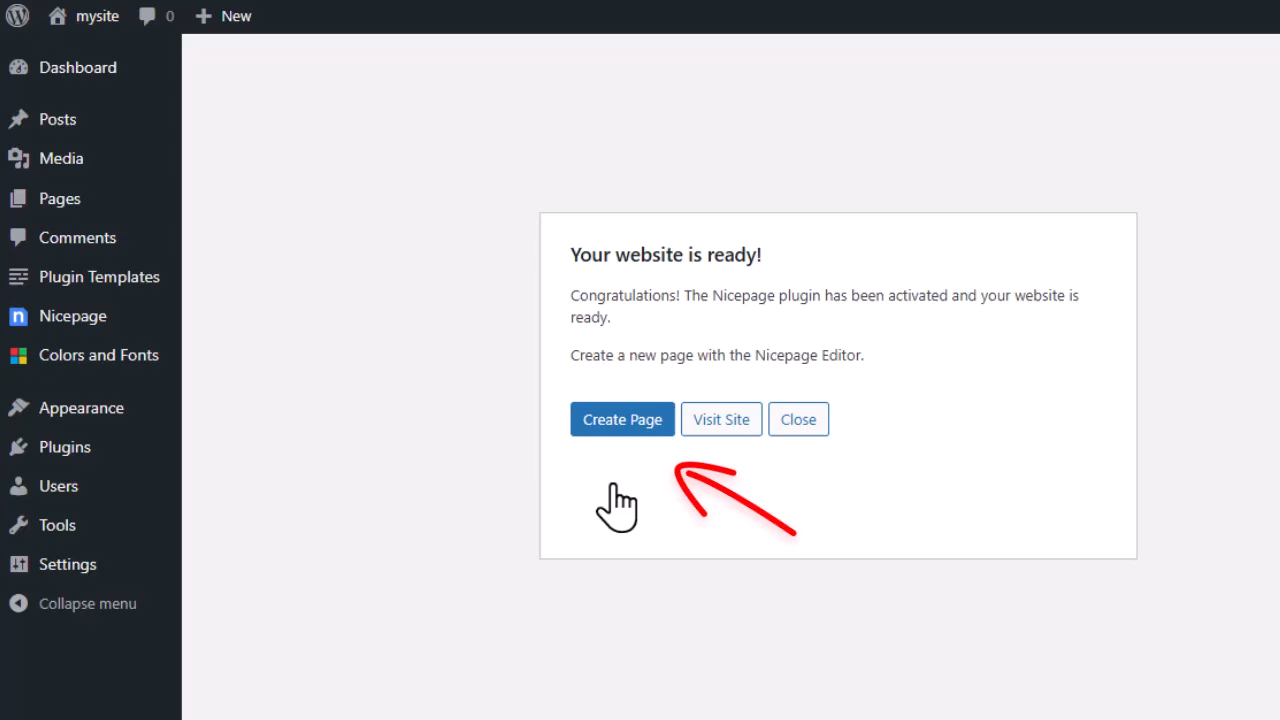 mysite
0
New
Dashboard
Posts
Media
Pages
Comments
Plugin Templates
Nicepage
Colors and Fonts
Appearance
Plugins
Users
Tools
Settings
Collapse menu
Your website is ready!
Congratulations! The Nicepage plugin has been activated and your website is
ready.
Create a new page with the Nicepage Editor.
Create Page
Visit Site
Close